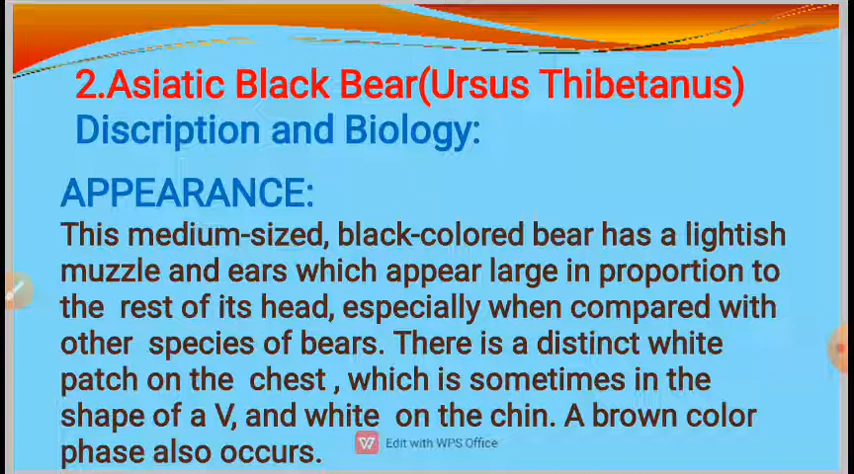 2.Asiatic Black Bear(Ursus Thibetanus)
Discription and Biology:
APPEARANCE:
This medium-sized, black-colored bear has a lightish
muzzle and ears which appear large in proportion to
the rest of its head, especially when compared with
other species of bears. There is a distinct white
patch on the chest , which is sometimes in the
shape of a V, and white on the chin. A brown color
phase also occurs.
Edit with WPS Office